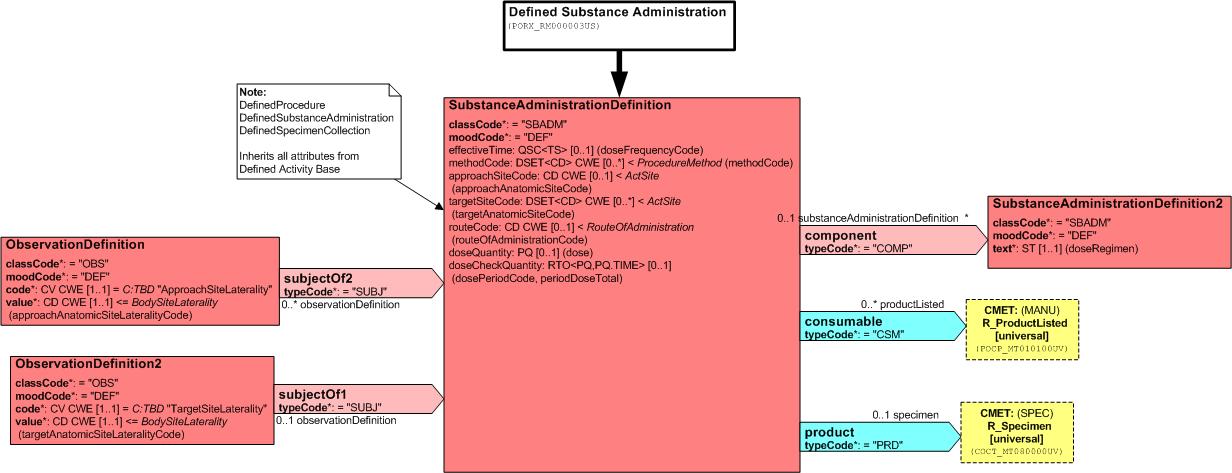 Defined Substance Administration
(PORX_RM000003US)
Note:
DefinedProcedure
DefinedSubstanceAdministration
DefinedSpecimenCollection
Inherits all attributes from
Defined Activity Base
SubstanceAdministrationDefinition
classCode*: = "SBADM"
moodCode*: = "DEF"
effectiveTime: QSC<TS> [0..1] (doseFrequencyCode)
methodCode: DSET<CD> CWE [0..*] < ProcedureMethod (methodCode)
approachSiteCode: CD CWE [0..1] < ActSite
(approachAnatomicSiteCode)
targetSiteCode: DSET<CD> CWE [0..*] < ActSite
(targetAnatomicSiteCode)
routeCode: CD CWE [0..1] < RouteOfAdministration
(routeOfAdministrationCode)
doseQuantity: PQ [0..1] (dose)
doseCheckQuantity: RTO<PQ,PQ.TIME> [0..1]
(dosePeriodCode, periodDoseTotal)
ObservationDefinition
classCode*: = "OBS"
moodCode*: = "DEF"
code*: CV CWE [1..1] = C:TBD "ApproachSiteLaterality"
value*: CD CWE [1..1] <= BodySiteLaterality
(approachAnatomicSiteLateralityCode)
subjectOf2
typeCode*: = "SUBJ"
0..* observationDefinition
ObservationDefinition2
classCode*: = "OBS"
moodCode*: = "DEF"
code*: CV CWE [1..1] = C:TBD "TargetSiteLaterality"
value*: CD CWE [1..1] <= BodySiteLaterality
(targetAnatomicSiteLateralityCode)
subjectOf1
typeCode*: = "SUBJ"
0..1 observationDefinition
0..1 substanceAdministrationDefinition *
component
typeCode*: = "COMP"
SubstanceAdministrationDefinition2
classCode*: = "SBADM"
moodCode*: = "DEF"
text*: ST [1..1] (doseRegimen)
0..* productListed
consumable
typeCode*: = "CSM"
CMET: (MANU)
R_ProductListed
[universal]
(POCP_MT010100UV)
0..1 specimen
product
typeCode*: = "PRD"
CMET: (SPEC)
R_Specimen
[universal]
(COCT_MT080000UV)